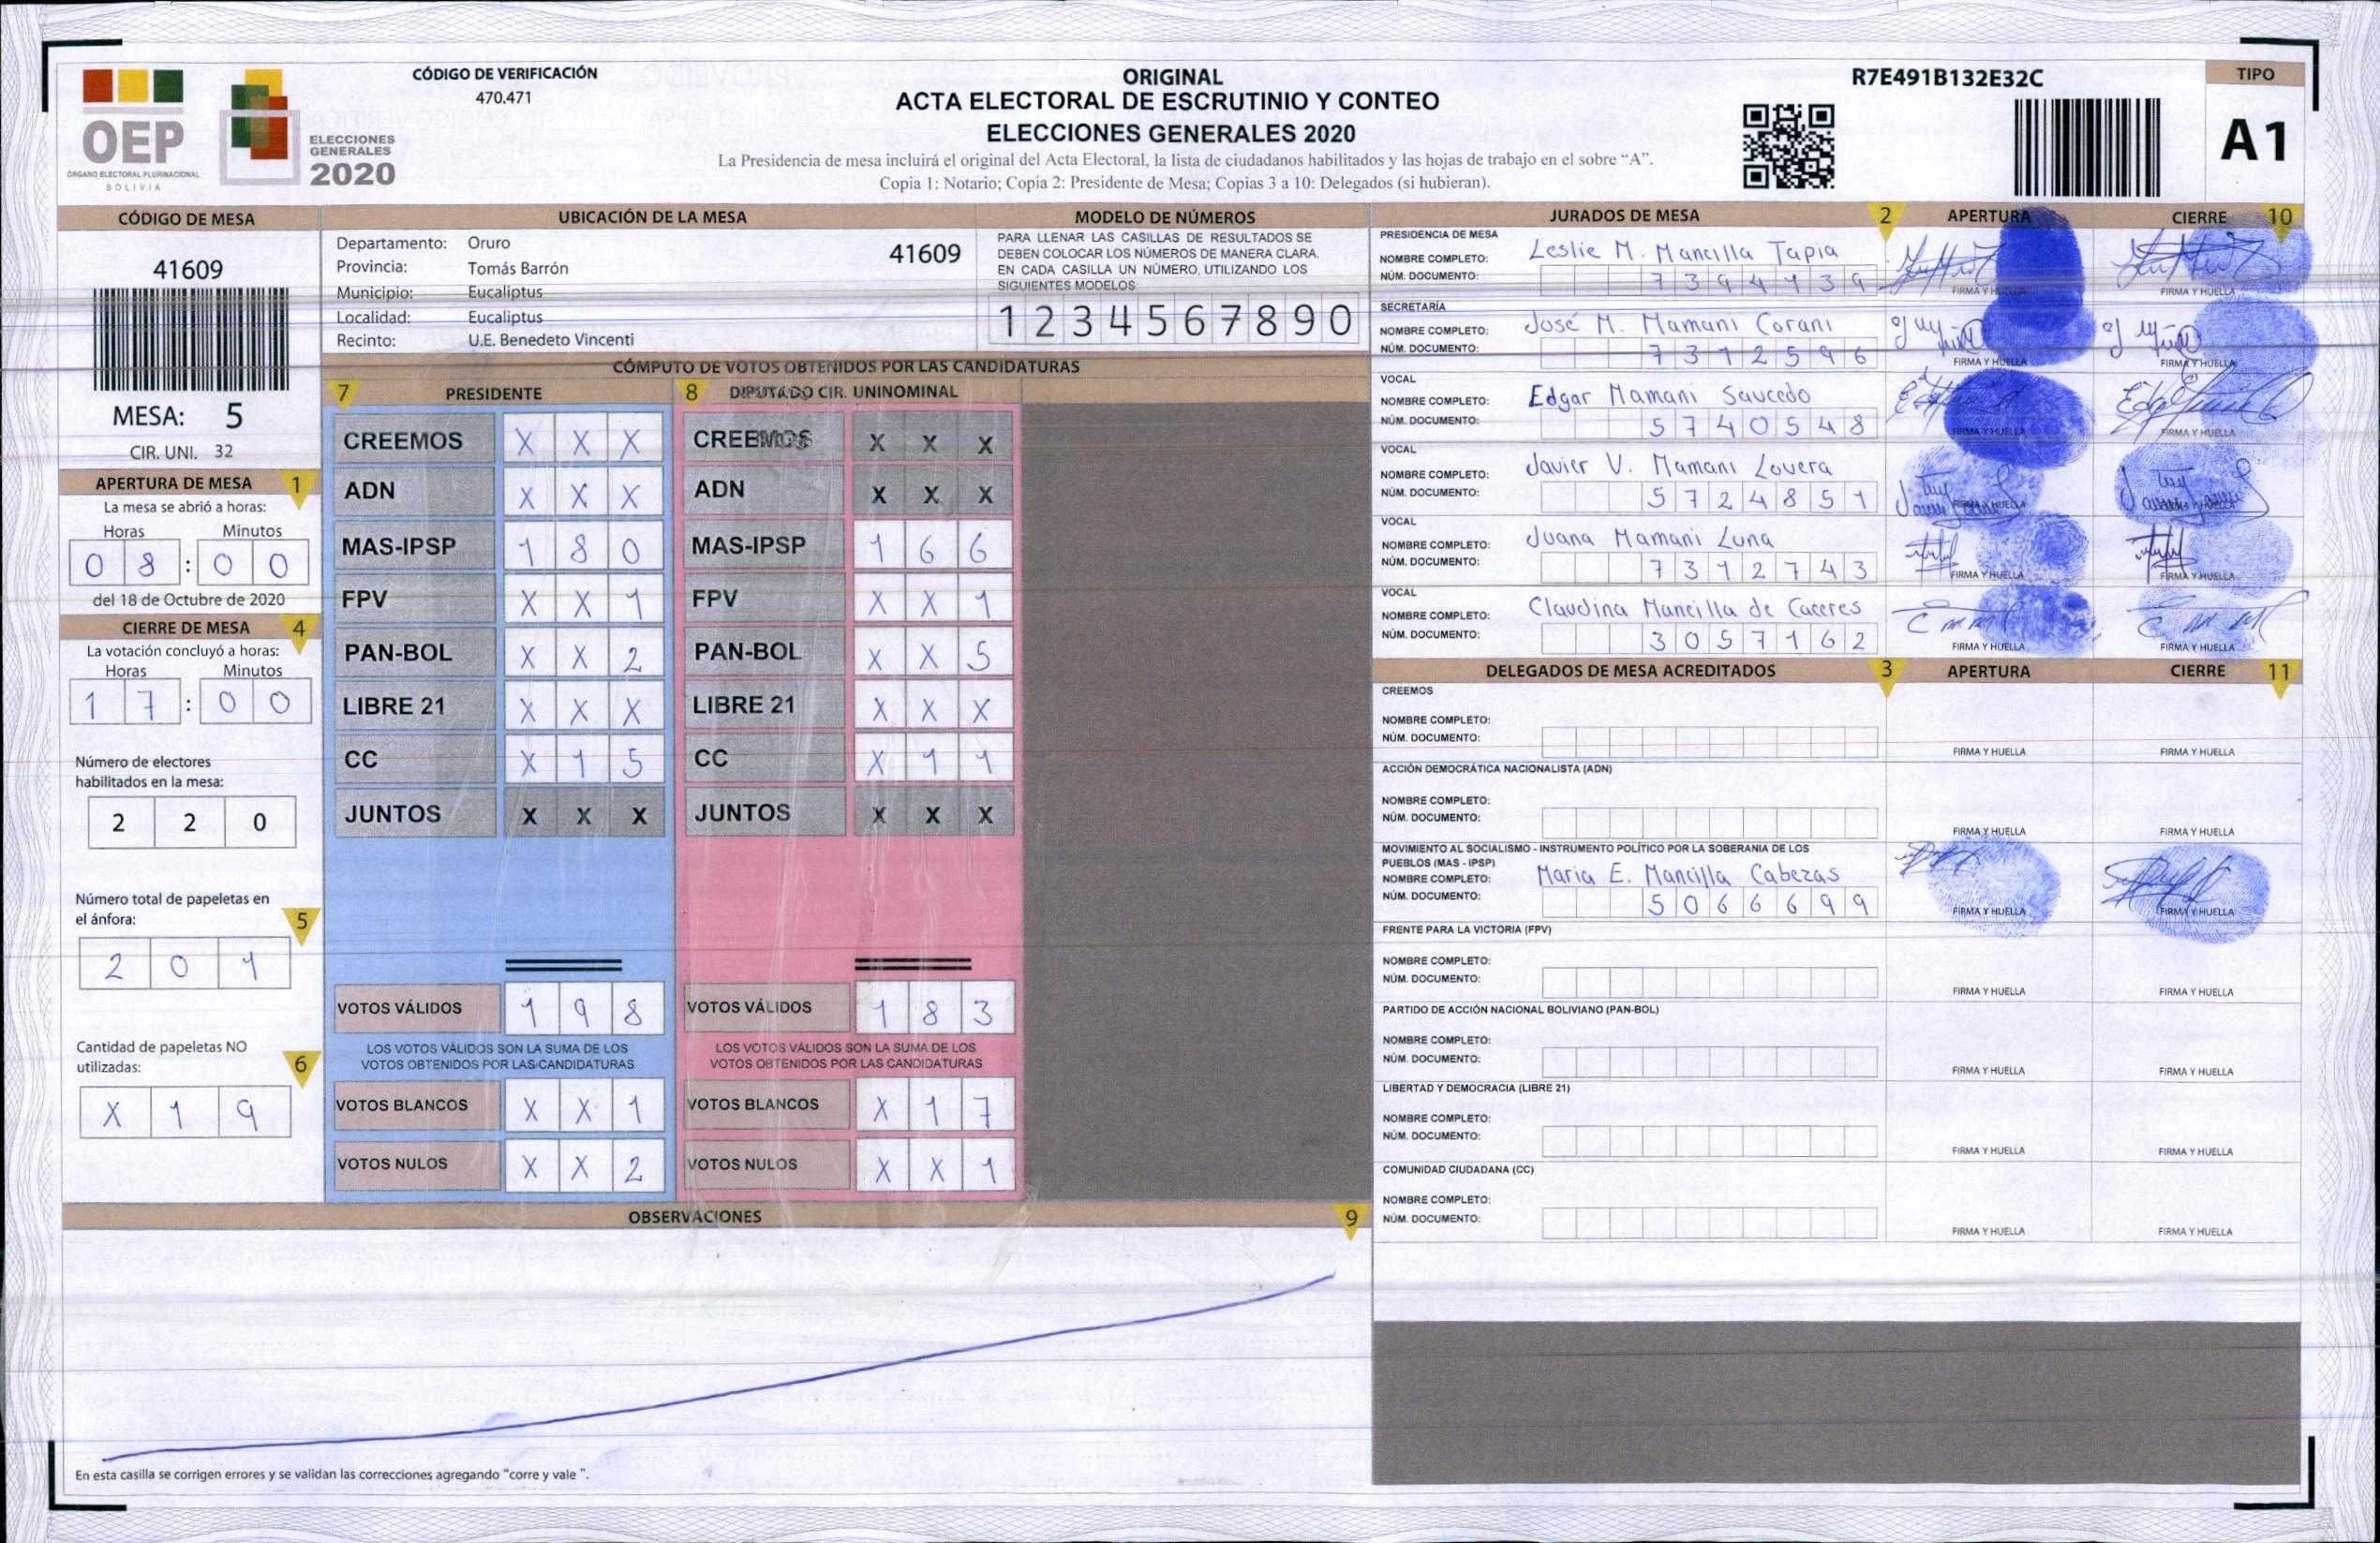 CÓDIGO DE VERIFICACIÓN
470.471
OEP
ÓRGANO ELECTORAL PLURINACIONAL
BOLIVIA
ELECCIONES
GENERALES
2020
ORIGINAL
ACTA ELECTORAL DE ESCRUTINIO Y CONTEO
ELECCIONES GENERALES 2020
La Presidencia de mesa incluirá el original del Acta Electoral, la lista de ciudadanos habilitados y las hojas de trabajo en el sobre “A”.
Copia 1: Notario; Copia 2: Presidente de Mesa; Copias 3 a 10: Delegados (si hubieran).
R7E491B132E32C
TIPO
A1
CÓDIGO DE MESA
41609
MESA: 5
CIR. UNI. 32
APERTURA DE MESA 1
La mesa se abrió a horas:
Horas Minutos
0 8 : 0 0
del 18 de Octubre de 2020
CIERRE DE MESA 4
La votación concluyó a horas:
Horas Minutos
1 7 : 0 0
Número de electores
habilitados en la mesa:
2 2 0
Número total de papeletas en
el ánfora: 5
2 0 1
Cantidad de papeletas NO
utilizadas: 6
X 1 9
UBICACIÓN DE LA MESA
Departamento: Oruro 41609
Provincia: Tomás Barrón
Municipio: Eucaliptus
Localidad: Eucaliptus
Recinto: U.E. Benedeto Vincenti
MODELO DE NÚMEROS
PARA LLENAR LAS CASILLAS DE RESULTADOS SE
DEBEN COLOCAR LOS NÚMEROS DE MANERA CLARA.
EN CADA CASILLA UN NÚMERO, UTILIZANDO LOS
SIGUIENTES MODELOS:
1 2 3 4 5 6 7 8 9 0
CÓMPUTO DE VOTOS OBTENIDOS POR LAS CANDIDATURAS
7 PRESIDENTE
CREEMOS X X X
ADN X X X
MAS-IPSP 1 8 0
FPV X X 1
PAN-BOL X X 2
LIBRE 21 X X X
CC X 1 5
JUNTOS X X X
VOTOS VÁLIDOS 1 9 8
LOS VOTOS VÁLIDOS SON LA SUMA DE LOS
VOTOS OBTENIDOS POR LAS CANDIDATURAS
VOTOS BLANCOS X X 1
VOTOS NULOS X X 2
8 DIPUTADO CIR. UNINOMINAL
CREEMOS X X X
ADN X X X
MAS-IPSP 1 6 6
FPV X X 1
PAN-BOL X X 5
LIBRE 21 X X X
CC X 1 1
JUNTOS X X X
VOTOS VÁLIDOS 1 8 3
LOS VOTOS VÁLIDOS SON LA SUMA DE LOS
VOTOS OBTENIDOS POR LAS CANDIDATURAS
VOTOS BLANCOS X 1 7
VOTOS NULOS X X 1
OBSERVACIONES 9
En esta casilla se corrigen errores y se validan las correcciones agregando “corre y vale ”.
JURADOS DE MESA 2 APERTURA CIERRE 10
PRESIDENCIA DE MESA
NOMBRE COMPLETO: Leslie M. Mancilla Tapia
NÚM. DOCUMENTO: 7 3 9 4 1 3 9
FIRMA Y HUELLA FIRMA Y HUELLA
SECRETARÍA
NOMBRE COMPLETO: José M. Mamani Corani
NÚM. DOCUMENTO: 7 3 1 2 5 9 6
FIRMA Y HUELLA FIRMA Y HUELLA
VOCAL
NOMBRE COMPLETO: Edgar Mamani Saucedo
NÚM. DOCUMENTO: 5 7 4 0 5 4 8
FIRMA Y HUELLA FIRMA Y HUELLA
VOCAL
NOMBRE COMPLETO: Javier V. Mamani Lovera
NÚM. DOCUMENTO: 5 7 2 4 8 5 1
FIRMA Y HUELLA FIRMA Y HUELLA
VOCAL
NOMBRE COMPLETO: Juana Mamani Luna
NÚM. DOCUMENTO: 7 3 1 2 7 4 3
FIRMA Y HUELLA FIRMA Y HUELLA
VOCAL
NOMBRE COMPLETO: Claudina Mancilla de Caceres
NÚM. DOCUMENTO: 3 0 5 7 1 6 2
FIRMA Y HUELLA FIRMA Y HUELLA
DELEGADOS DE MESA ACREDITADOS 3 APERTURA CIERRE 11
CREEMOS
NOMBRE COMPLETO:
NÚM. DOCUMENTO:
FIRMA Y HUELLA FIRMA Y HUELLA
ACCIÓN DEMOCRÁTICA NACIONALISTA (ADN)
NOMBRE COMPLETO:
NÚM. DOCUMENTO:
FIRMA Y HUELLA FIRMA Y HUELLA
MOVIMIENTO AL SOCIALISMO - INSTRUMENTO POLÍTICO POR LA SOBERANIA DE LOS
PUEBLOS (MAS - IPSP)
NOMBRE COMPLETO: Maria E. Mancilla Cabezas
NÚM. DOCUMENTO: 5 0 6 6 6 9 9
FIRMA Y HUELLA FIRMA Y HUELLA
FRENTE PARA LA VICTORIA (FPV)
NOMBRE COMPLETO:
NÚM. DOCUMENTO:
FIRMA Y HUELLA FIRMA Y HUELLA
PARTIDO DE ACCIÓN NACIONAL BOLIVIANO (PAN-BOL)
NOMBRE COMPLETO:
NÚM. DOCUMENTO:
FIRMA Y HUELLA FIRMA Y HUELLA
LIBERTAD Y DEMOCRACIA (LIBRE 21)
NOMBRE COMPLETO:
NÚM. DOCUMENTO:
FIRMA Y HUELLA FIRMA Y HUELLA
COMUNIDAD CIUDADANA (CC)
NOMBRE COMPLETO:
NÚM. DOCUMENTO:
FIRMA Y HUELLA FIRMA Y HUELLA